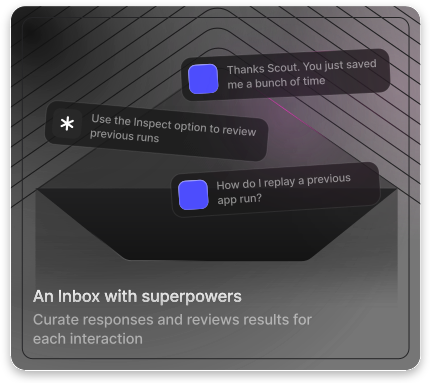 Thanks Scout. You just saved
me a bunch of time
Use the Inspect option to review
previous runs
How do I replay a previous
app run?
An Inbox with superpowers
Curate responses and reviews results for
each interaction